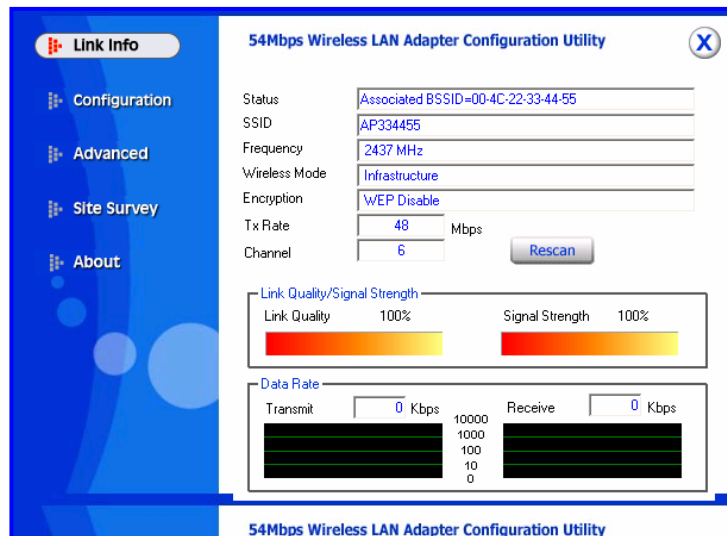 Link Info
Configuration
Advanced
Site Survey
About
54Mbps Wireless LAN Adapter Configuration Utility
X
Status Associated BSSID=00-4C-22-33-44-55
SSID AP334455
Frequency 2437 MHz
Wireless Mode Infrastructure
Encryption WEP Disable
Tx Rate 48 Mbps
Channel 6 Rescan
Link Quality/Signal Strength
Link Quality 100% Signal Strength 100%
Data Rate
Transmit 0 Kbps Receive 0 Kbps
10000
1000
100
10
0
54Mbps Wireless LAN Adapter Configuration Utility